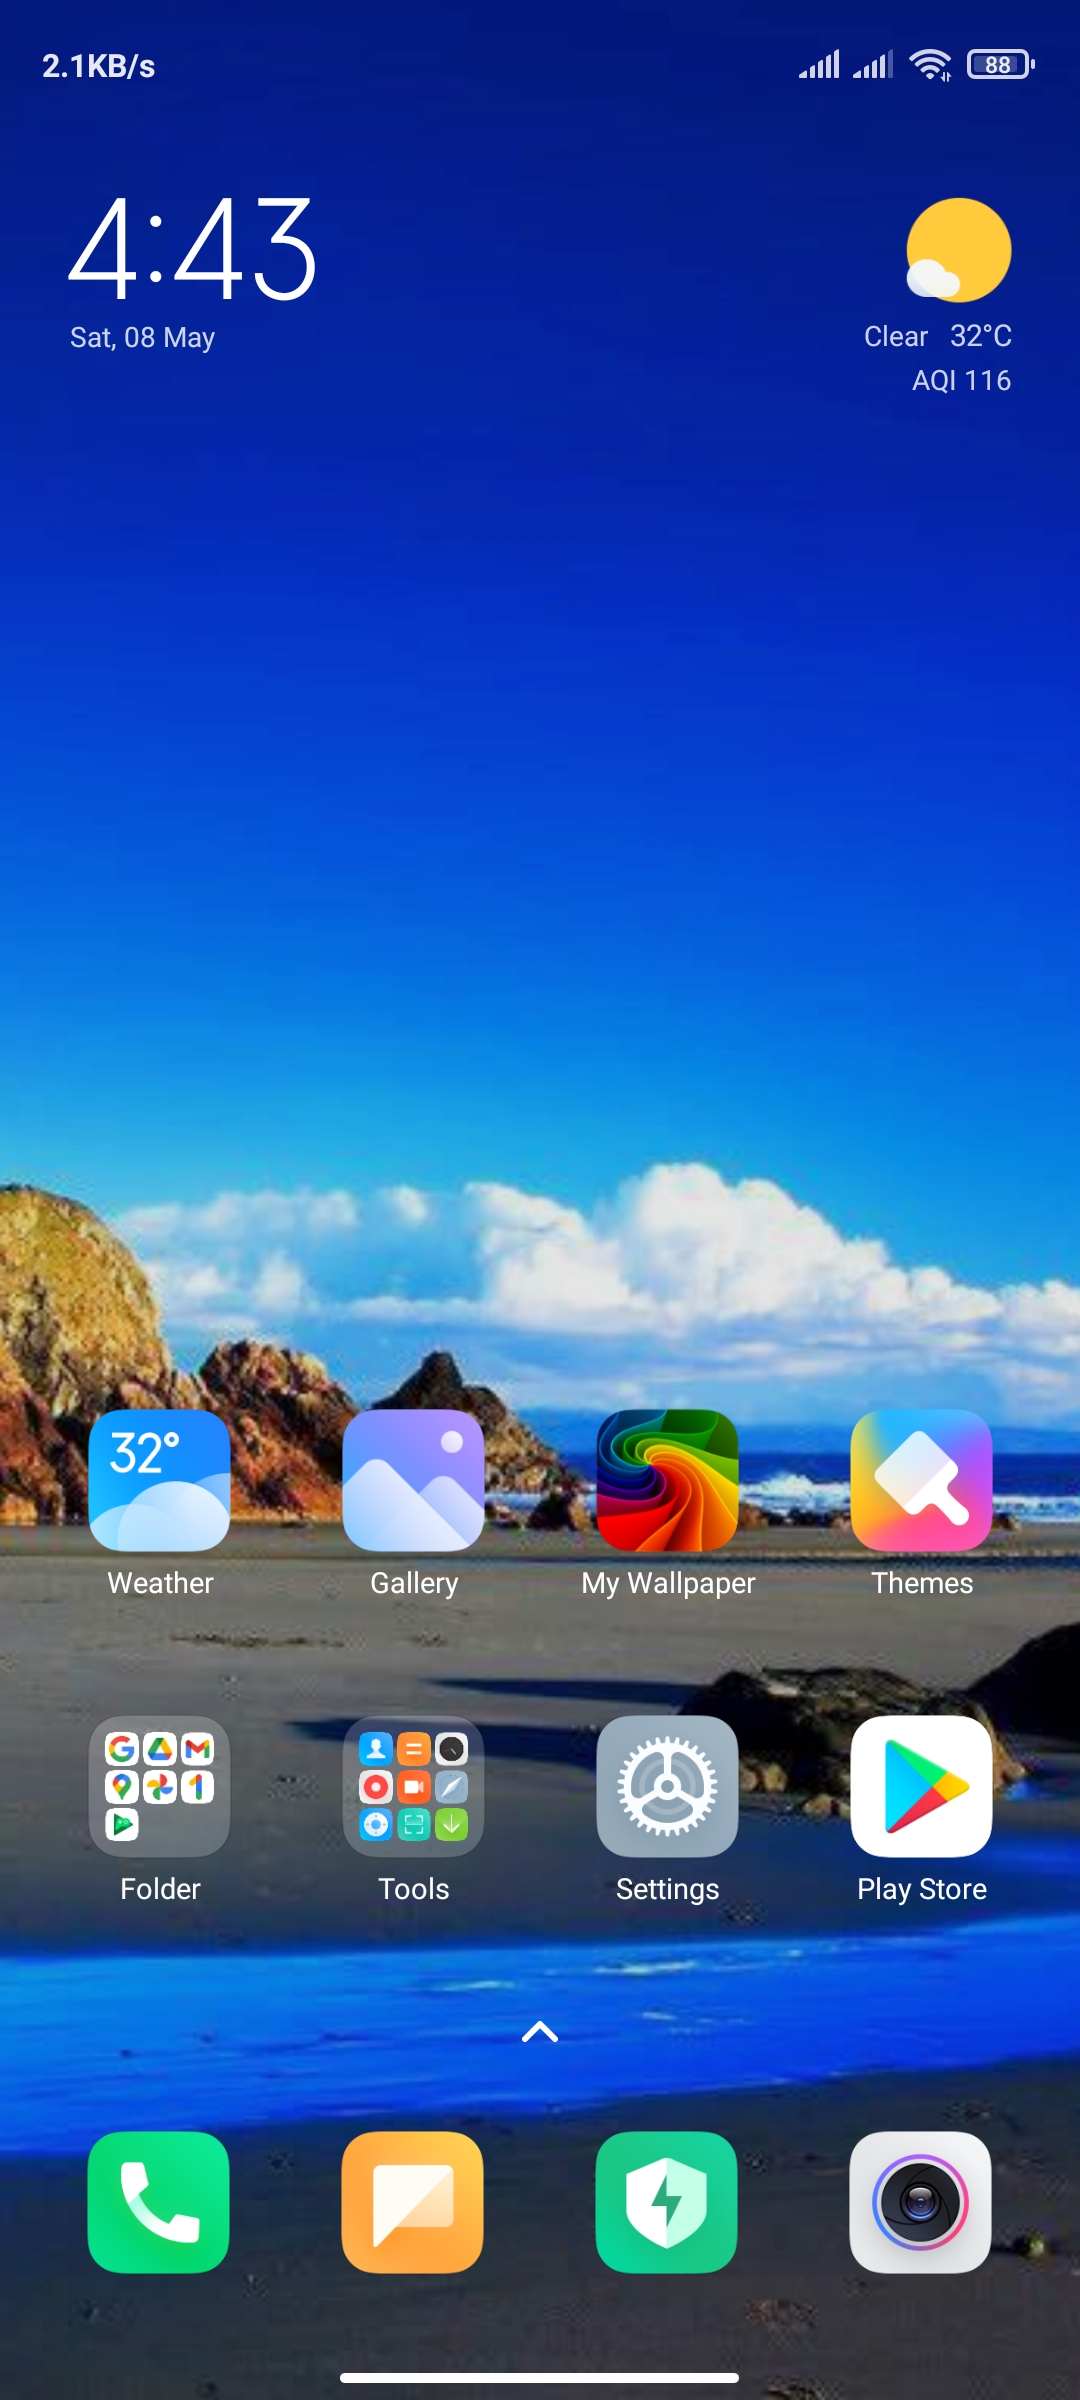 2.1KB/s
88
4:43
Sat, 08 May
Clear 32°C
AQI 116
32°
Weather
Gallery
My Wallpaper
Themes
Folder
Tools
Settings
Play Store